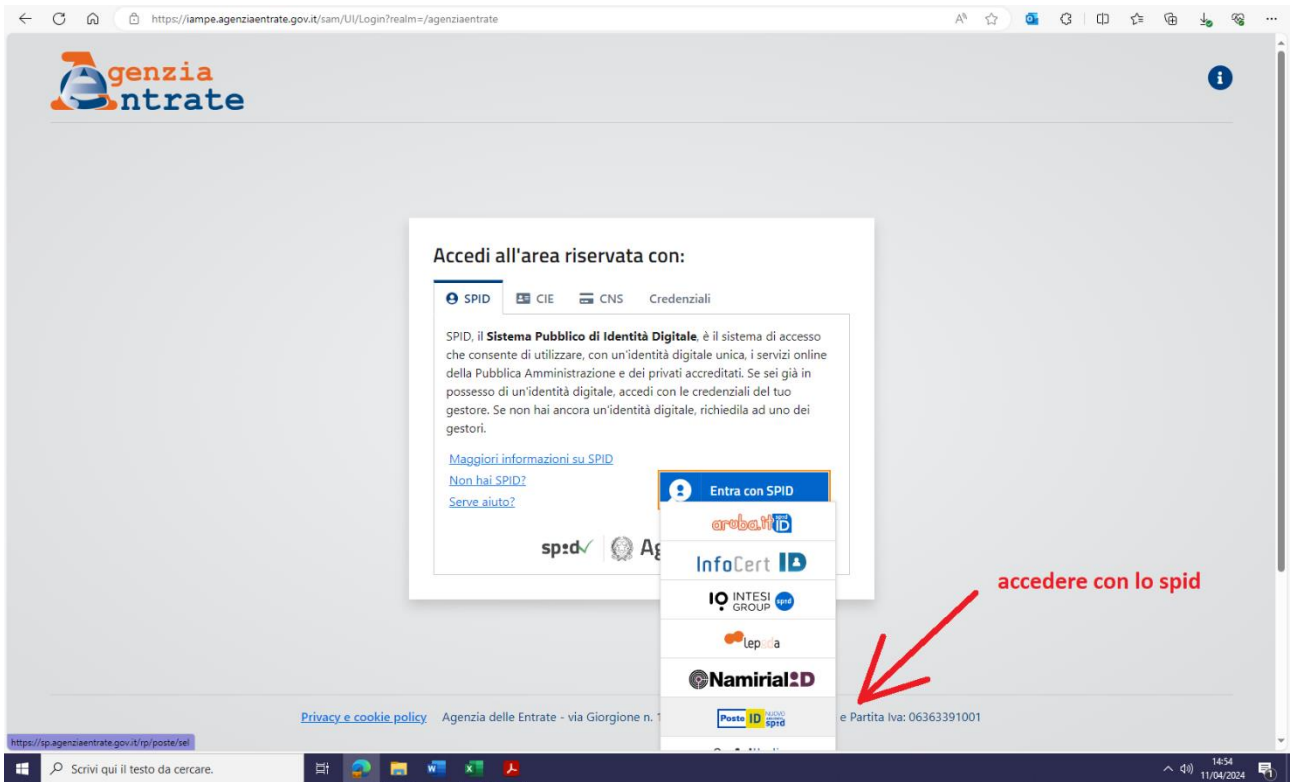 https://iampe.agenziaentrate.gov.it/sam/UI/Login?realm=/agenziaentrate
genzia
ntrate
Accedi all'area riservata con:
SPID CIE CNS Credenziali
SPID, il Sistema Pubblico di Identità Digitale, è il sistema di accesso
che consente di utilizzare, con un'identità digitale unica, i servizi online
della Pubblica Amministrazione e dei privati accreditati. Se sei già in
possesso di un'identità digitale, accedi con le credenziali del tuo
gestore. Se non hai ancora un'identità digitale, richiedila ad uno dei
gestori.
Maggiori informazioni su SPID
Non hai SPID?
Serve aiuto?
Entra con SPID
aruba.it ID
spid Ag
InfoCert ID
accedere con lo spid
IQ INTESI GROUP spid
lepida
Namirial ID
Privacy e cookie policy Agenzia delle Entrate - via Giorgione n. 1 Poste ID NUOVO spid e Partita Iva: 06363391001
https://sp.agenziaentrate.gov.it/rp/poste/sel
Scrivi qui il testo da cercare.
14:54
11/04/2024